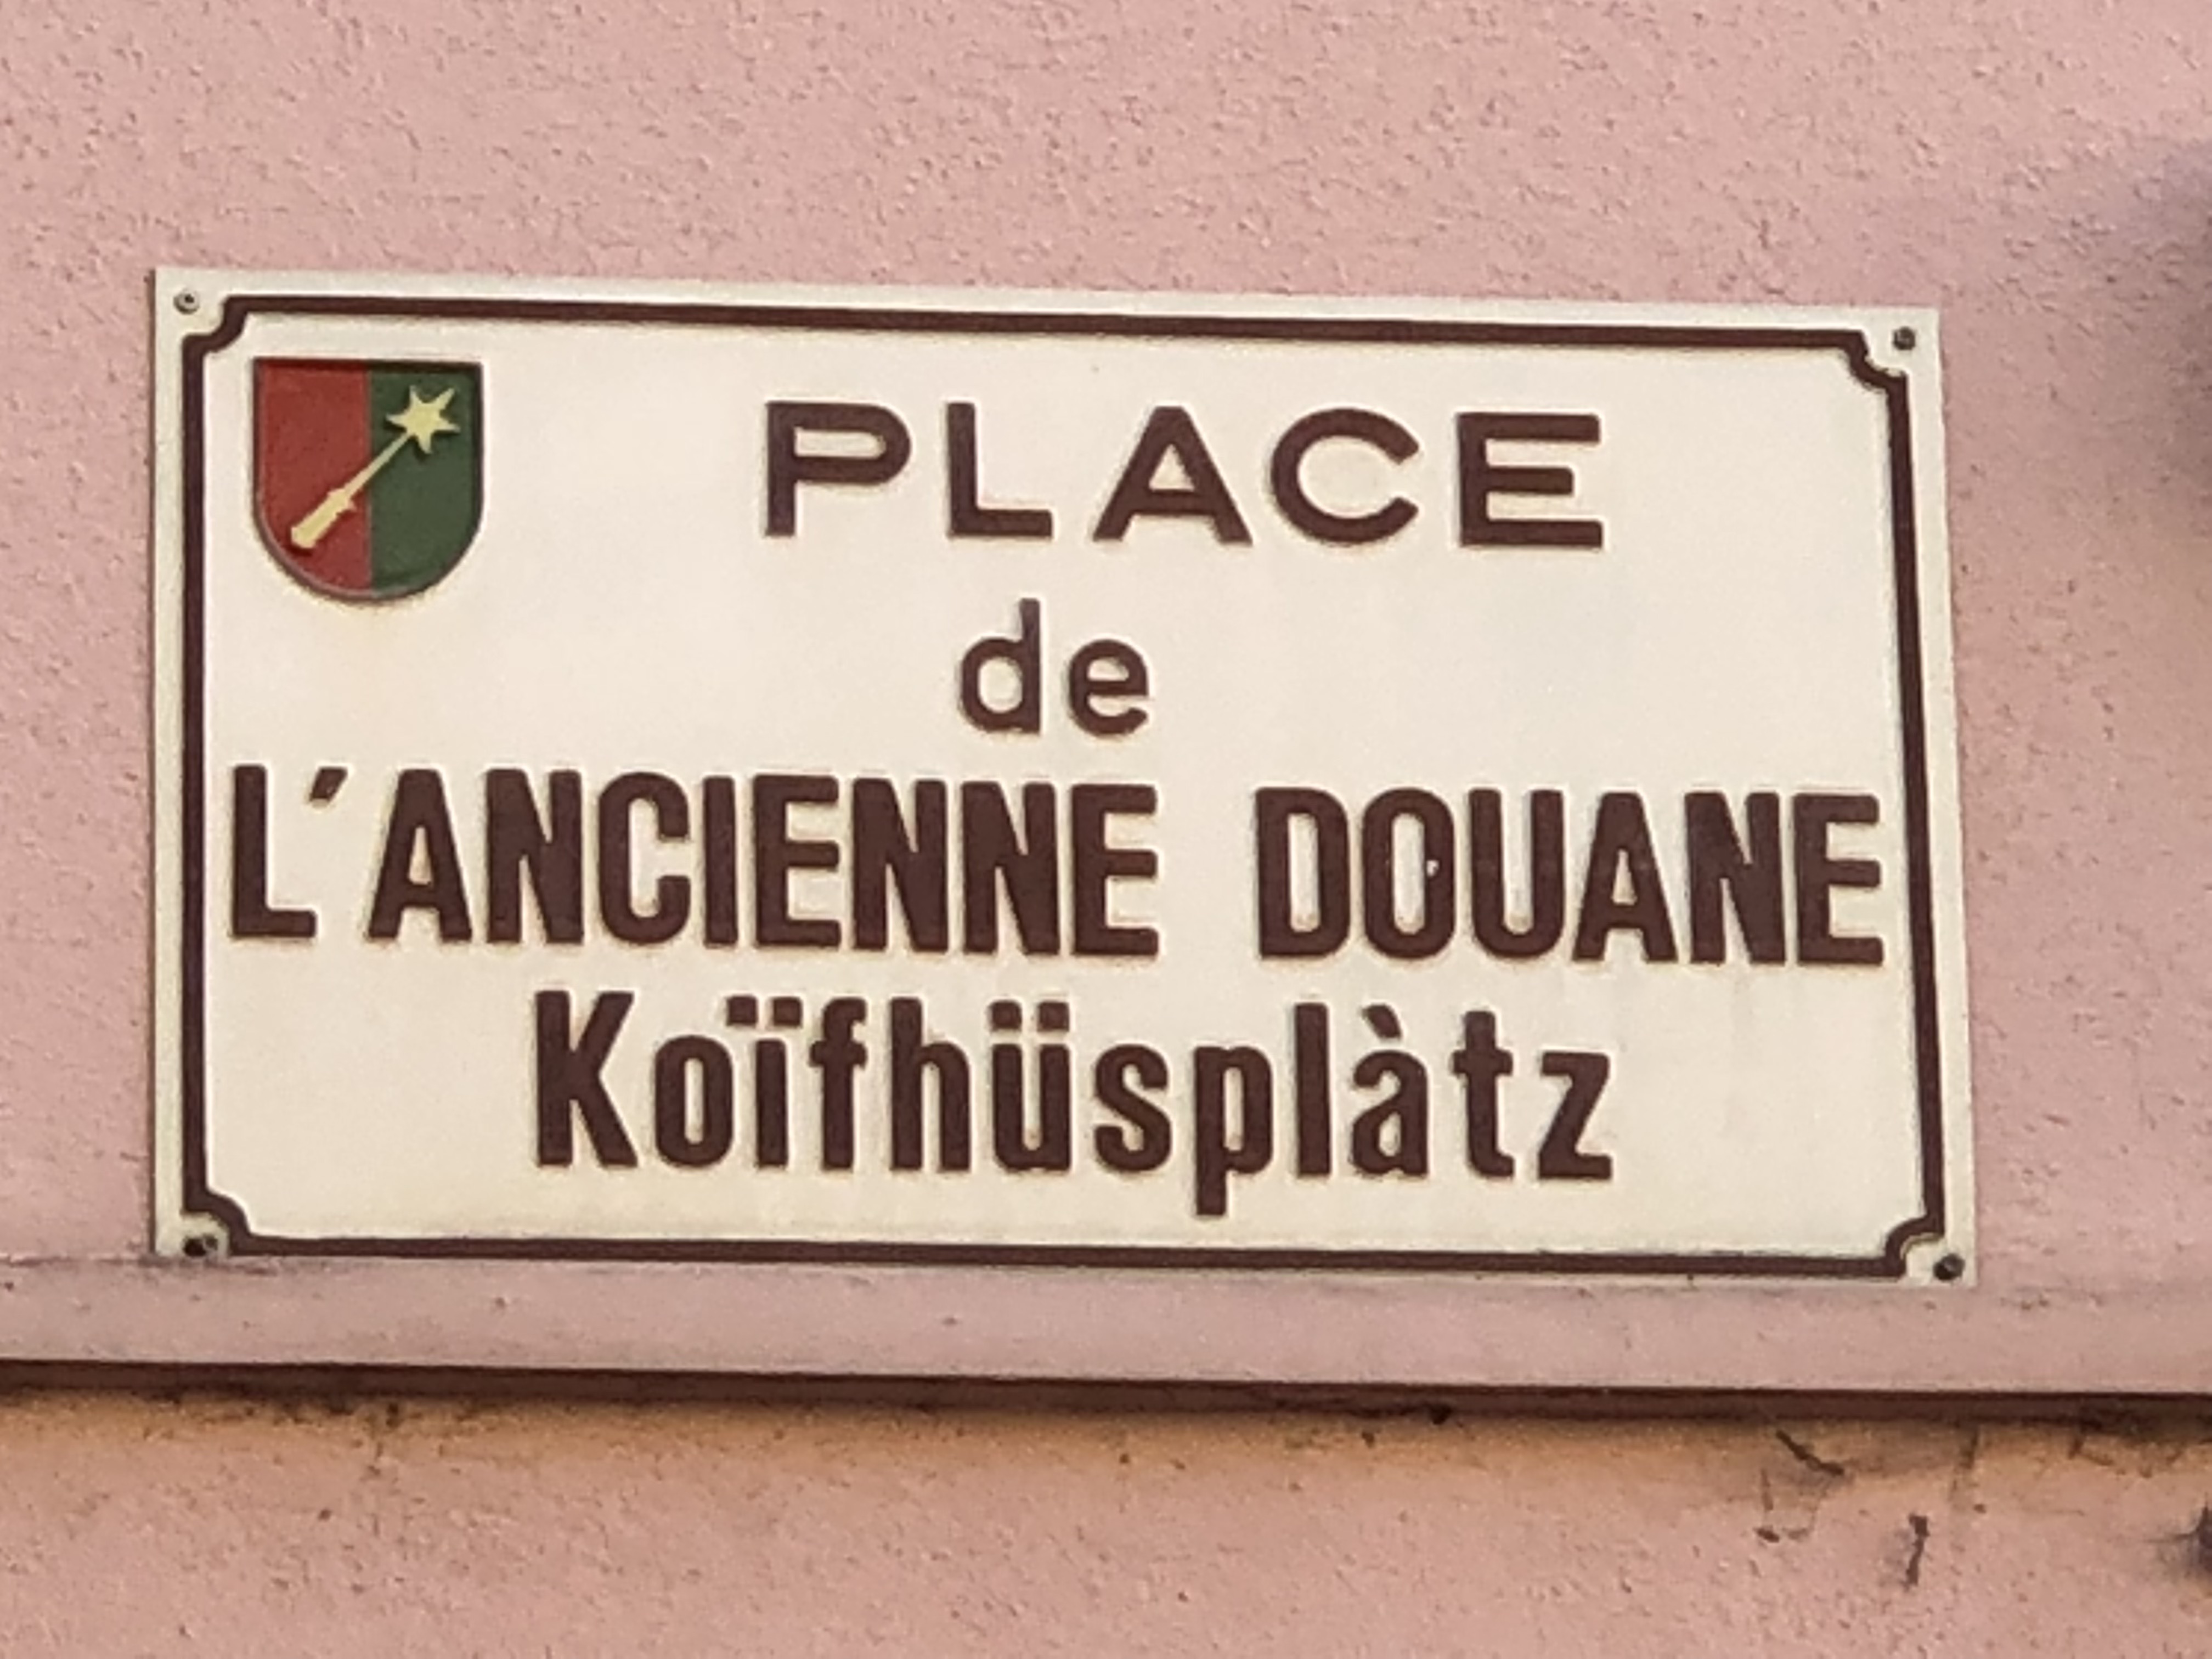 PLACE
de
L'ANCIENNE DOUANE
Koïfhüsplàtz